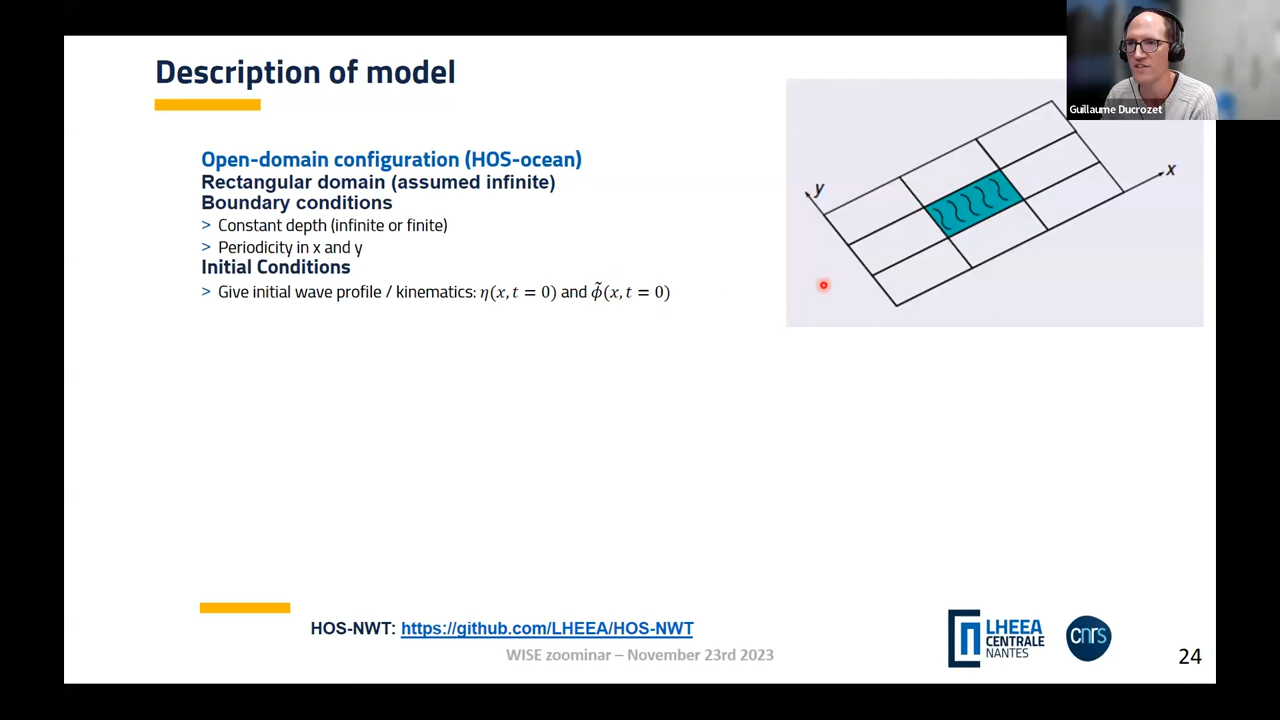 Description of model
Guillaume Ducrozet
Open-domain configuration (HOS-ocean)
Rectangular domain (assumed infinite)
Boundary conditions
> Constant depth (infinite or finite)
> Periodicity in x and y
Initial Conditions
> Give initial wave profile / kinematics: η(x, t = 0) and ϕ̃(x, t = 0)
y
x
HOS-NWT: https://github.com/LHEEA/HOS-NWT
WISE zoominar – November 23rd 2023
LHEEA
CENTRALE
NANTES
cnrs
24